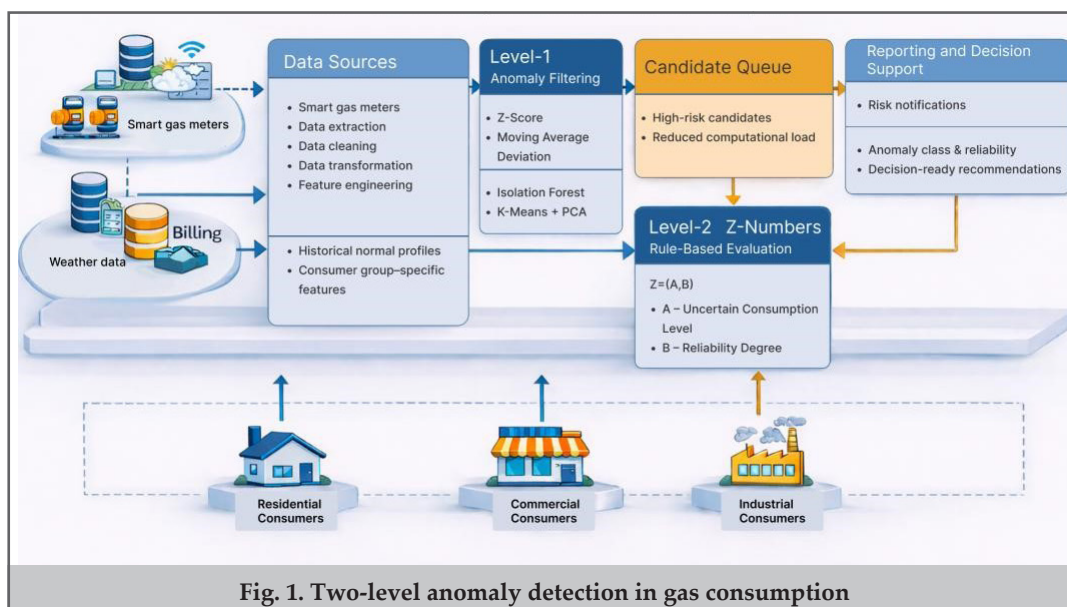 Smart gas meters
Billing
Weather data
Data Sources
• Smart gas meters
• Data extraction
• Data cleaning
• Data transformation
• Feature engineering
• Historical normal profiles
• Consumer group–specific
features
Level-1
Anomaly Filtering
• Z-Score
• Moving Average
Deviation
• Isolation Forest
• K-Means + PCA
Candidate Queue
• High-risk candidates
• Reduced computational load
Reporting and Decision
Support
• Risk notifications
• Anomaly class & reliability
• Decision-ready recommendations
Level-2 Z-Numbers
Rule-Based Evaluation
Z=(A,B)
• A – Uncertain Consumption
Level
• B – Reliability Degree
Residential
Consumers
Commercial
Consumers
Industrial
Consumers
Fig. 1. Two-level anomaly detection in gas consumption